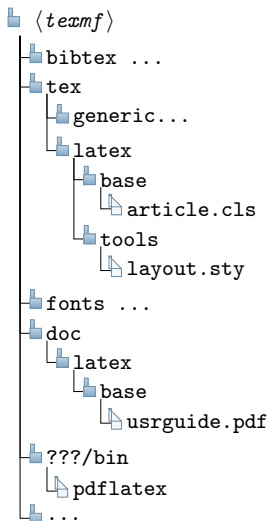 ⟨texmf⟩
bibtex ...
tex
generic...
latex
base
article.cls
tools
layout.sty
fonts ...
doc
latex
base
usrguide.pdf
???/bin
pdflatex
...